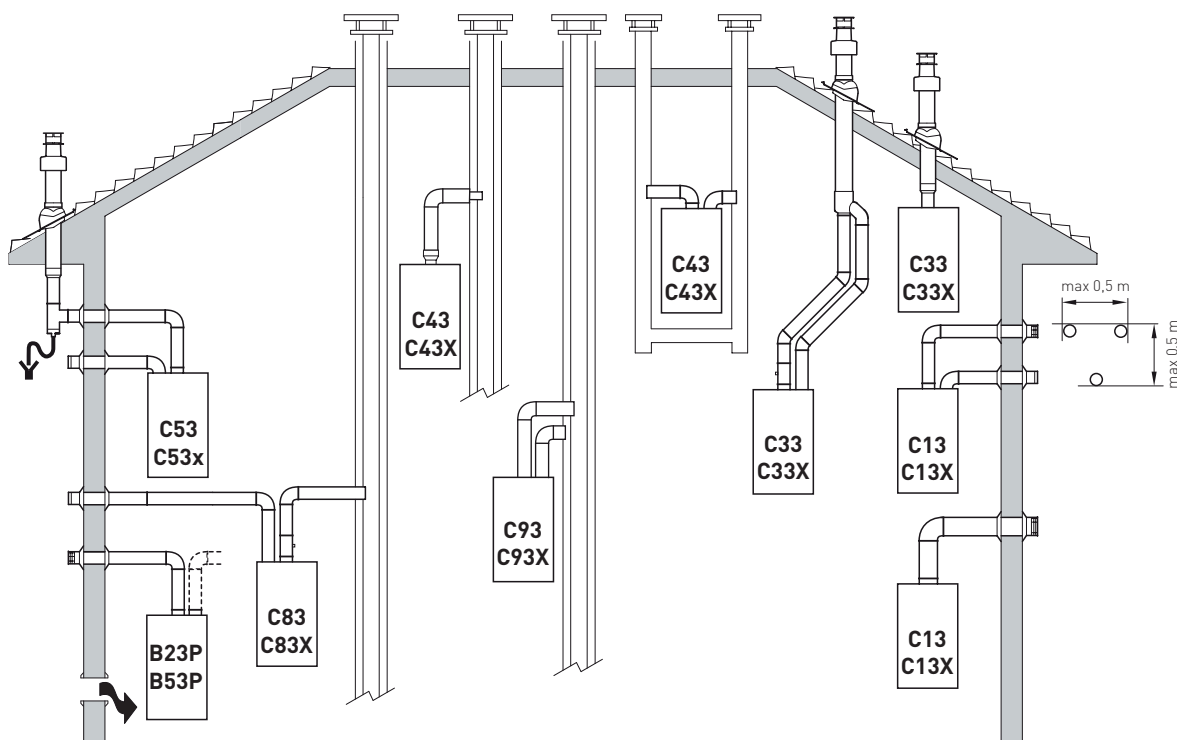 C53
C53x
B23P
B53P
C83
C83X
C43
C43X
C93
C93X
C43
C43X
C33
C33X
C33
C33X
C13
C13X
C13
C13X
max 0,5 m
max 0,5 m